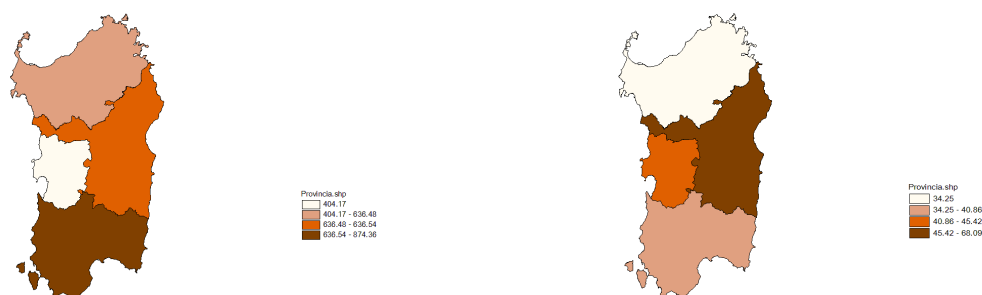 Provincia.shp
404.17
404.17 - 636.48
636.48 - 636.54
636.54 - 874.36
Provincia.shp
34.25
34.25 - 40.86
40.86 - 45.42
45.42 - 68.09